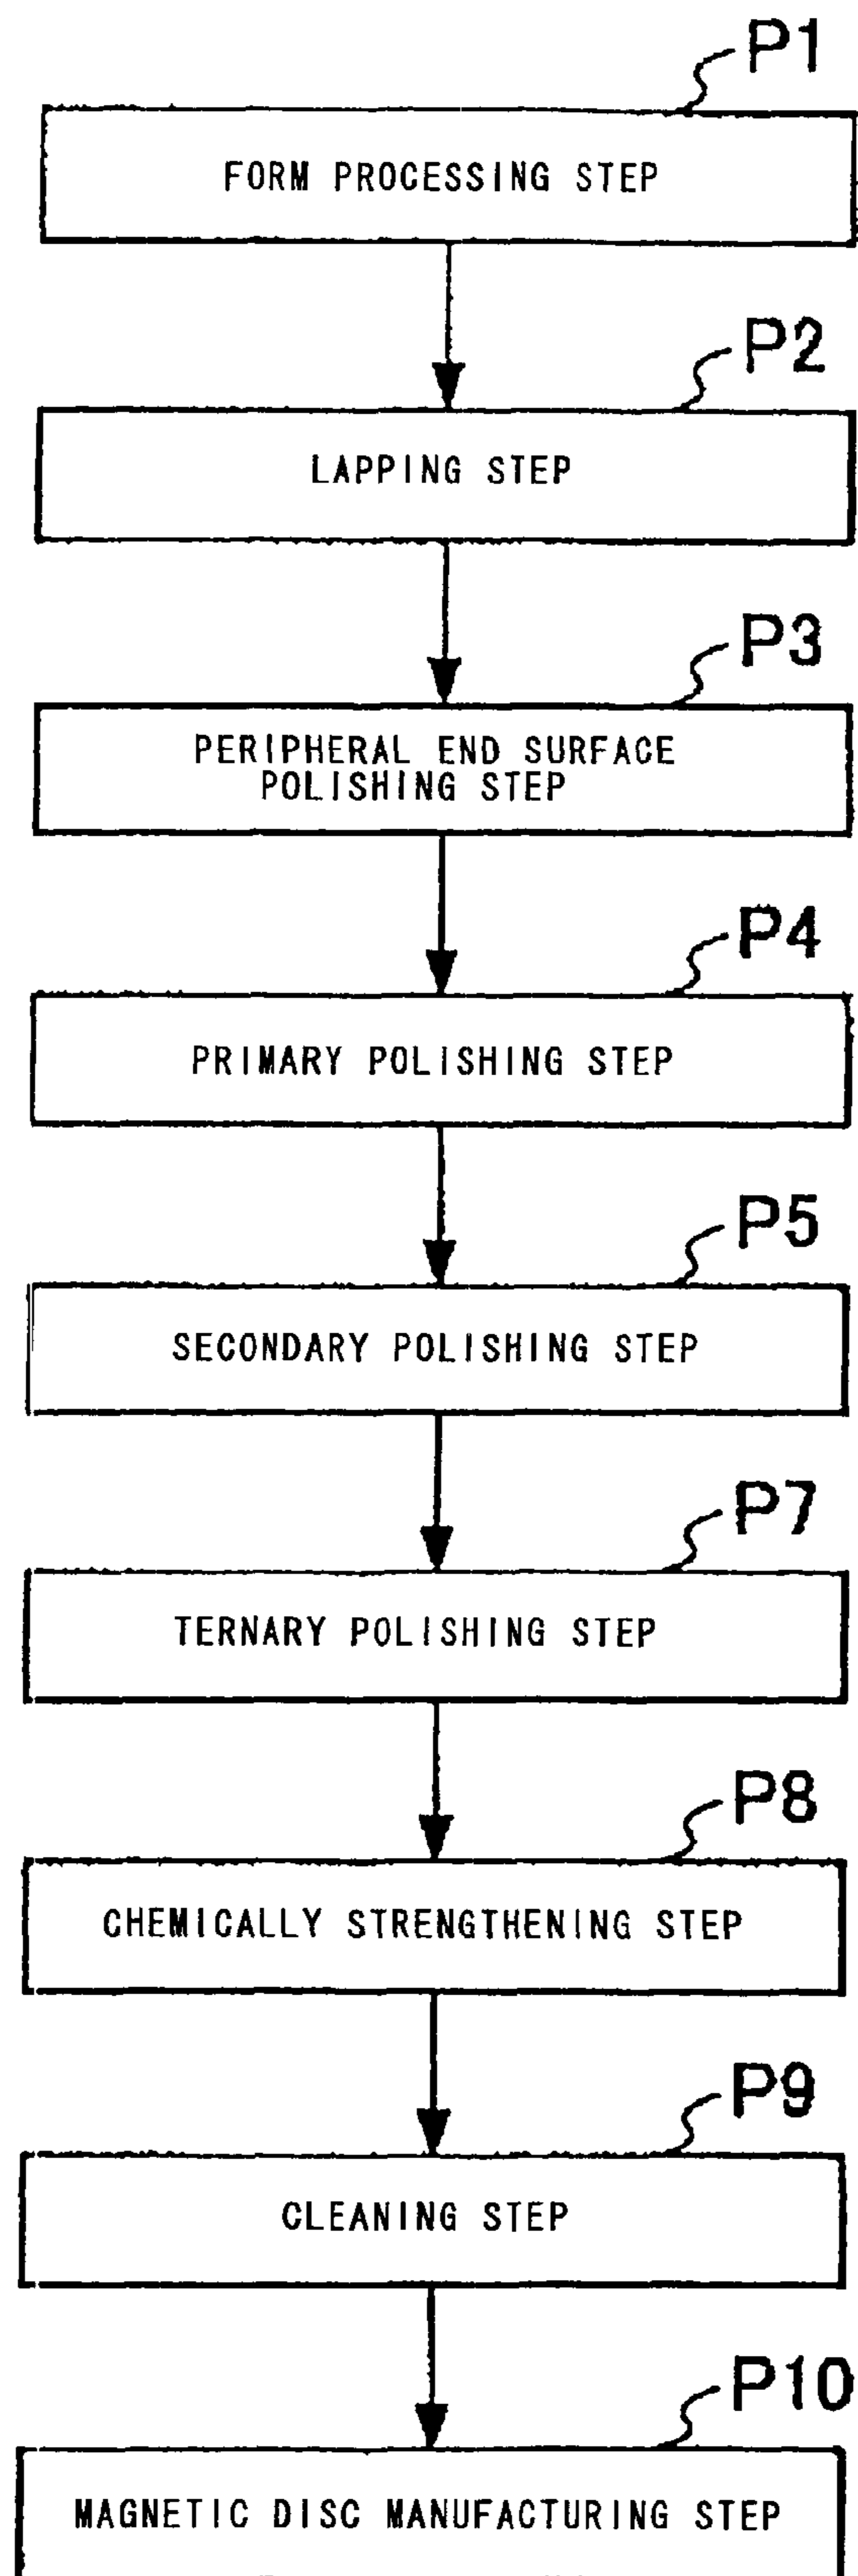 P1
FORM PROCESSING STEP
P2
LAPPING STEP
P3
PERIPHERAL END SURFACE
POLISHING STEP
P4
PRIMARY POLISHING STEP
P5
SECONDARY POLISHING STEP
P7
TERNARY POLISHING STEP
P8
CHEMICALLY STRENGTHENING STEP
P9
CLEANING STEP
P10
MAGNETIC DISC MANUFACTURING STEP